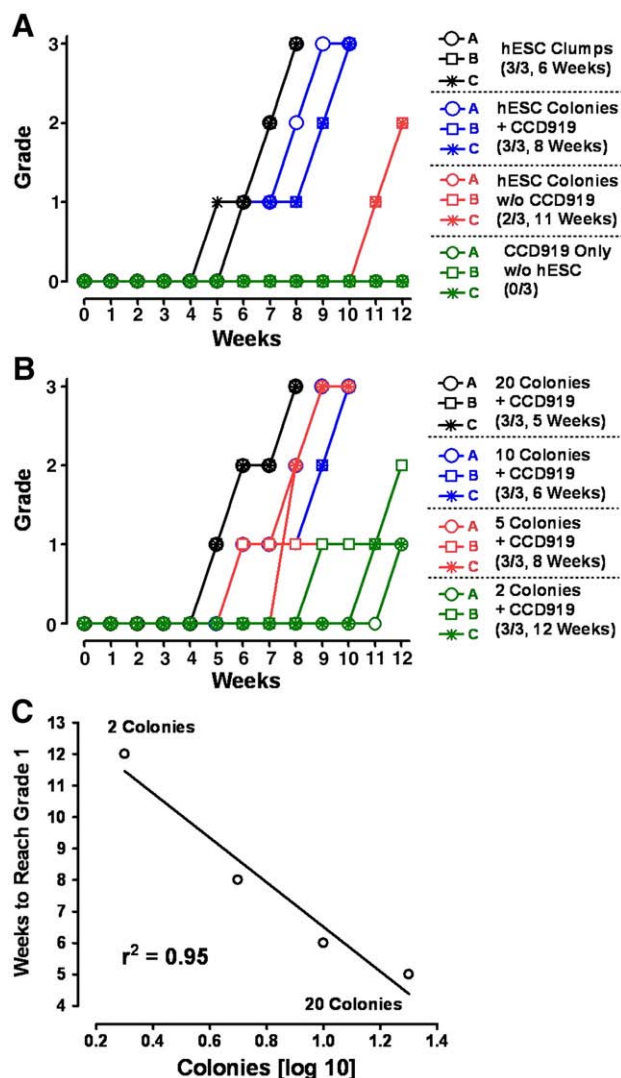 A
Grade
3
2
1
0
0 1 2 3 4 5 6 7 8 9 10 11 12
Weeks
A
B hESC Clumps
C (3/3, 6 Weeks)
A hESC Colonies
B + CCD919
C (3/3, 8 Weeks)
A hESC Colonies
B w/o CCD919
C (2/3, 11 Weeks)
A CCD919 Only
B w/o hESC
C (0/3)
B
Grade
3
2
1
0
0 1 2 3 4 5 6 7 8 9 10 11 12
Weeks
A 20 Colonies
B + CCD919
C (3/3, 5 Weeks)
A 10 Colonies
B + CCD919
C (3/3, 6 Weeks)
A 5 Colonies
B + CCD919
C (3/3, 8 Weeks)
A 2 Colonies
B + CCD919
C (3/3, 12 Weeks)
C
Weeks to Reach Grade 1
13
12
11
10
9
8
7
6
5
4
2 Colonies
r² = 0.95
20 Colonies
0.2 0.4 0.6 0.8 1.0 1.2 1.4
Colonies [log 10]